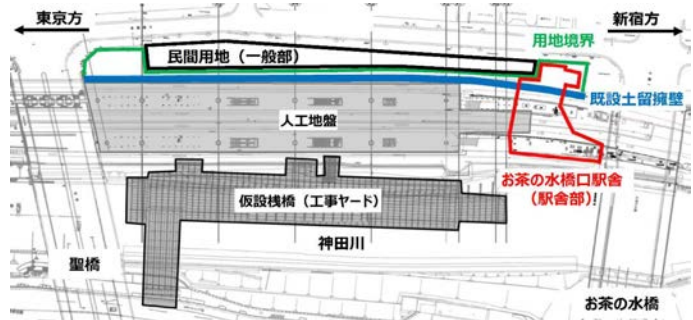 東京方
新宿方
用地境界
民間用地（一般部）
既設土留擁壁
人工地盤
お茶の水橋口駅舎
（駅舎部）
仮設桟橋（工事ヤード）
神田川
聖橋
お茶の水橋